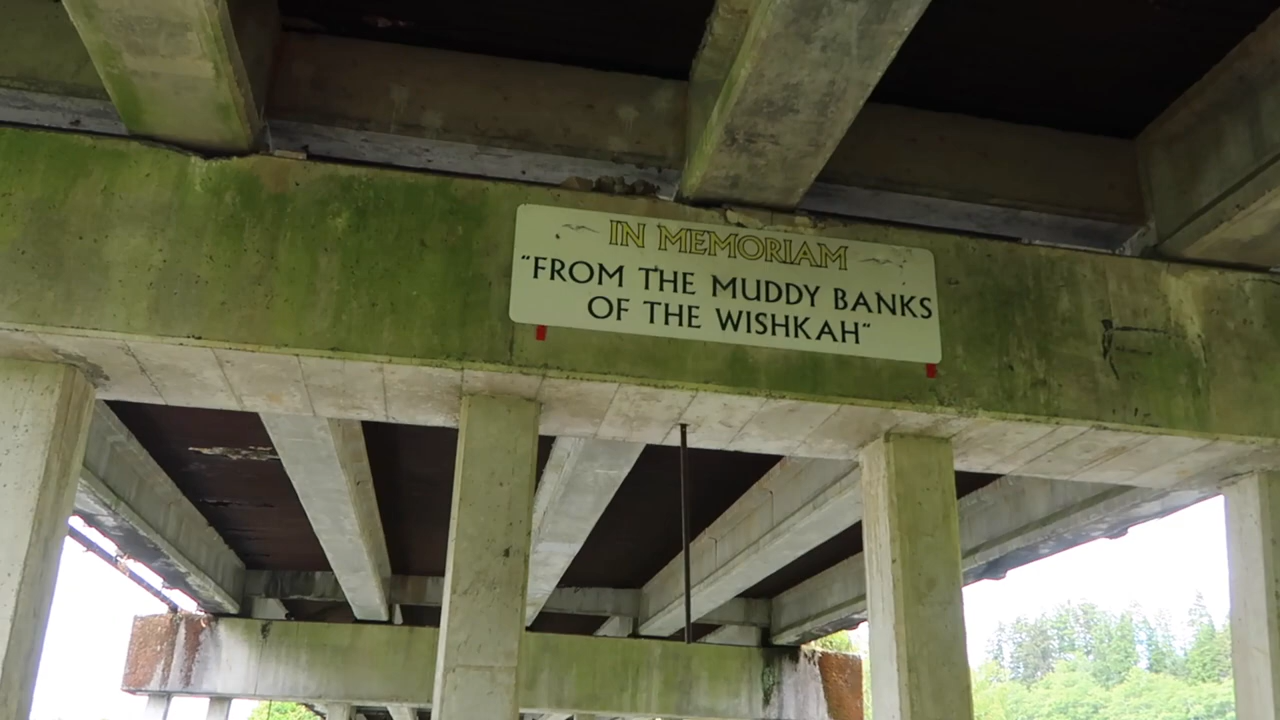 IN MEMORIAM
“FROM THE MUDDY BANKS
OF THE WISHKAH“